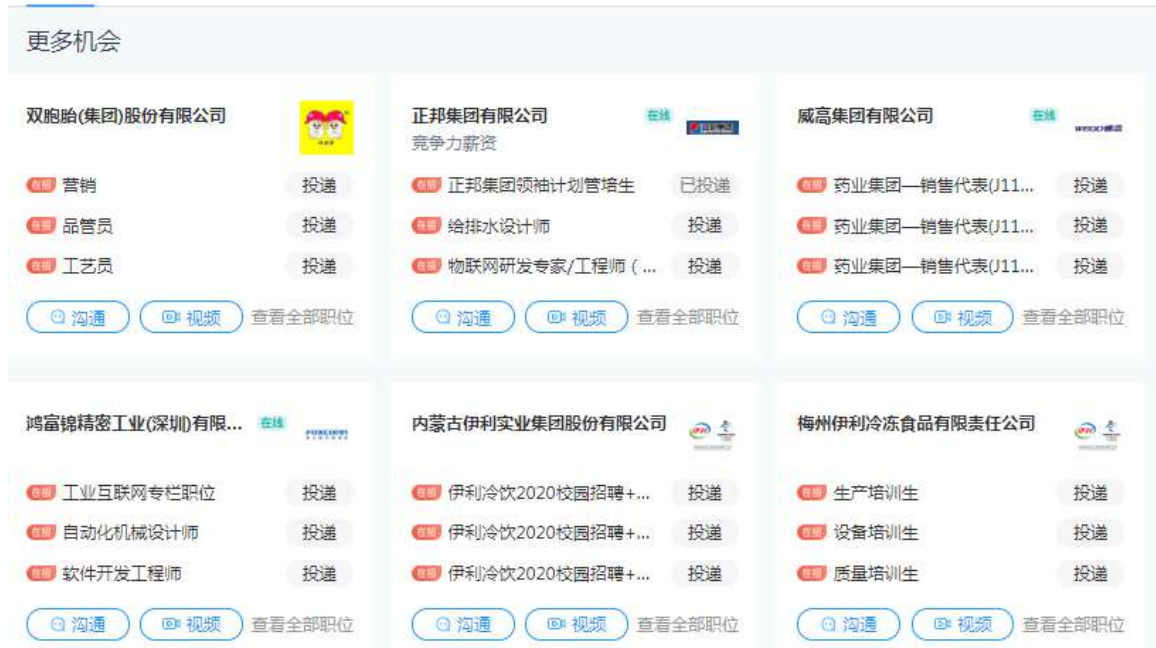 更多机会
双胞胎(集团)股份有限公司
在招 营销 投递
在招 品管员 投递
在招 工艺员 投递
沟通 视频 查看全部职位
正邦集团有限公司 在线
竞争力薪资
在招 正邦集团领袖计划管培生 已投递
在招 给排水设计师 投递
在招 物联网研发专家/工程师（... 投递
沟通 视频 查看全部职位
威高集团有限公司 在线
WEGO威高
在招 药业集团—销售代表(J11... 投递
在招 药业集团—销售代表(J11... 投递
在招 药业集团—销售代表(J11... 投递
沟通 视频 查看全部职位
鸿富锦精密工业(深圳)有限... 在线
FOXCONN
在招 工业互联网专栏职位 投递
在招 自动化机械设计师 投递
在招 软件开发工程师 投递
沟通 视频 查看全部职位
内蒙古伊利实业集团股份有限公司
伊利
在招 伊利冷饮2020校园招聘+... 投递
在招 伊利冷饮2020校园招聘+... 投递
在招 伊利冷饮2020校园招聘+... 投递
沟通 视频 查看全部职位
梅州伊利冷冻食品有限责任公司
伊利
在招 生产培训生 投递
在招 设备培训生 投递
在招 质量培训生 投递
沟通 视频 查看全部职位